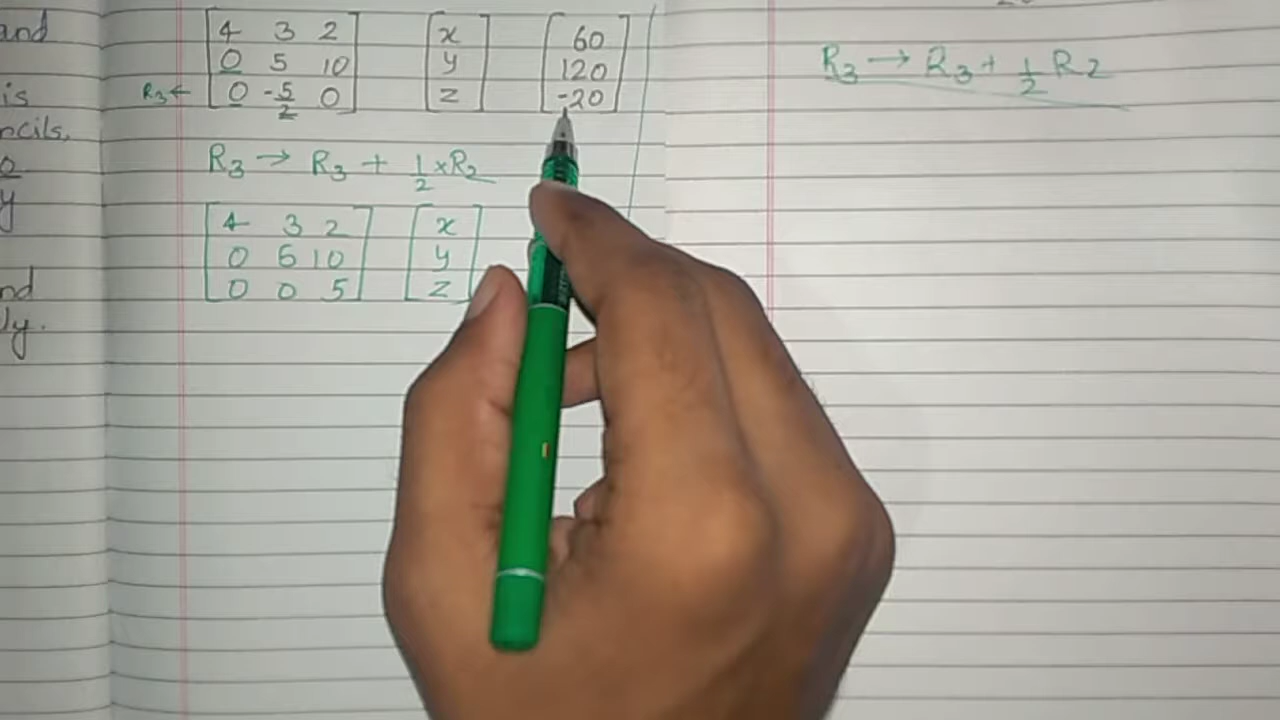 and
is
ncils.
y
nd
ly.
4 3 2 x 60
0 5 10 y 120
R3← 0 -5/2 0 z -20
R3 → R3 + 1/2 × R2
4 3 2 x
0 5 10 y
0 0 5 z
R3 → R3 + 1/2 R2